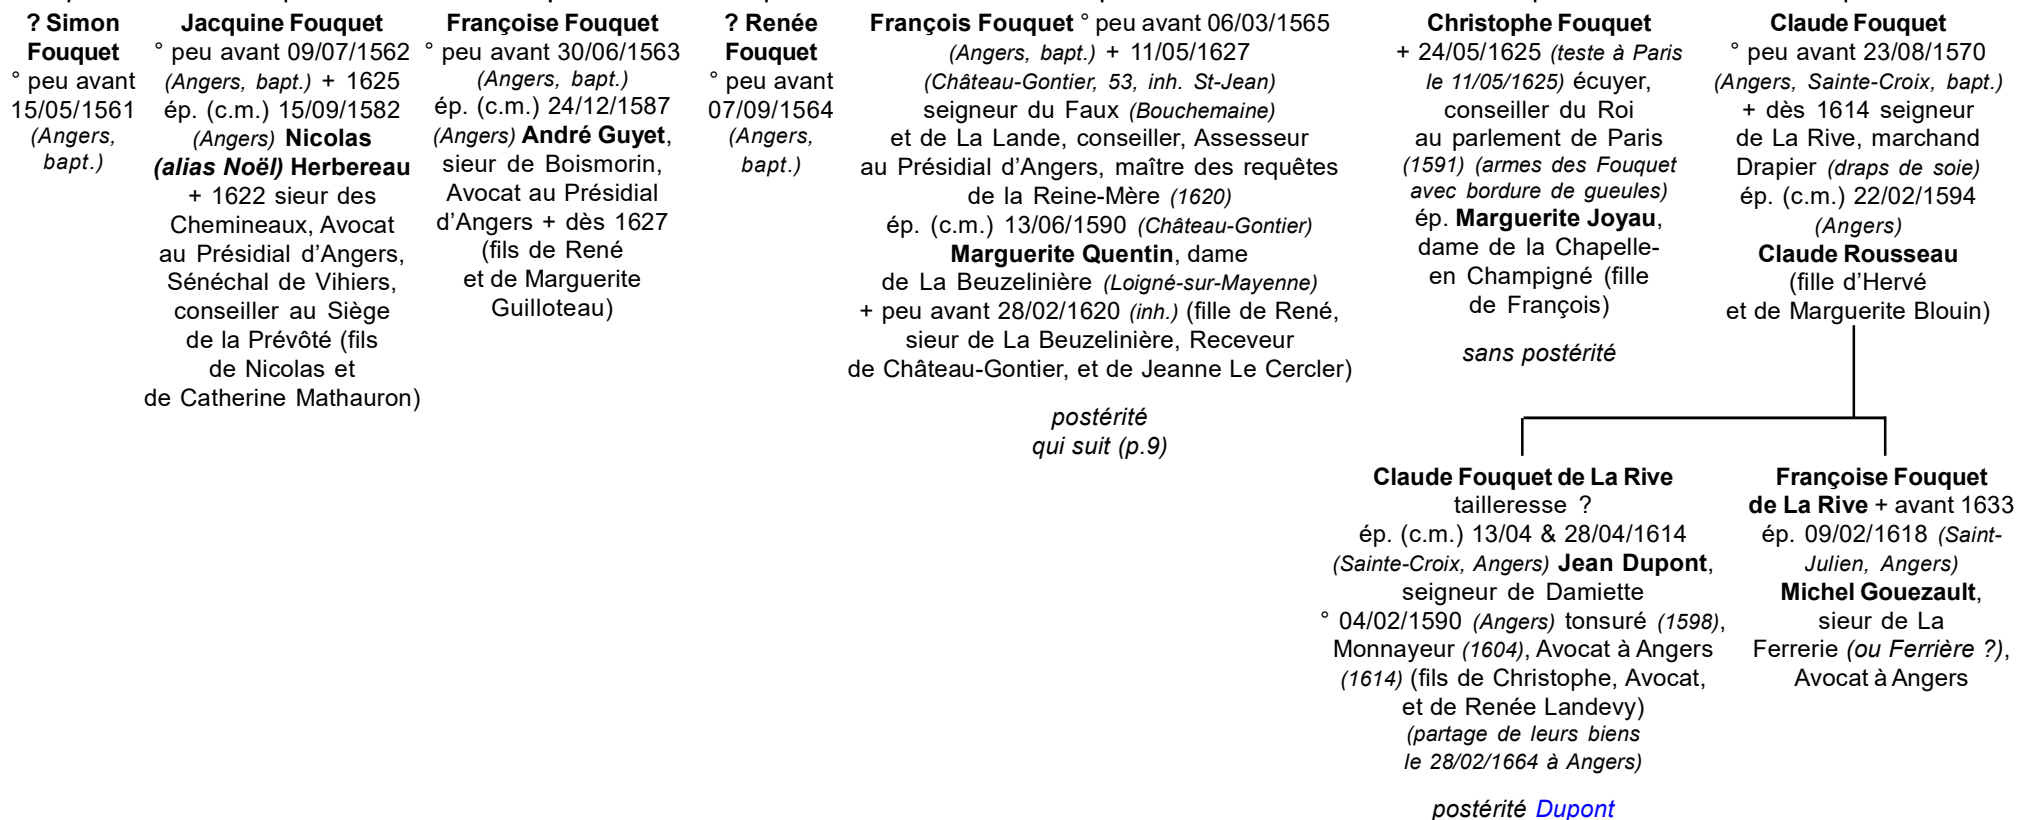 ? Simon
Fouquet
° peu avant
15/05/1561
(Angers,
bapt.)
Jacquine Fouquet
° peu avant 09/07/1562
(Angers, bapt.) + 1625
ép. (c.m.) 15/09/1582
(Angers) Nicolas
(alias Noël) Herbereau
+ 1622 sieur des
Chemineaux, Avocat
au Présidial d'Angers,
Sénéchal de Vihiers,
conseiller au Siège
de la Prévôté (fils
de Nicolas et
de Catherine Mathauron)
Françoise Fouquet
° peu avant 30/06/1563
(Angers, bapt.)
ép. (c.m.) 24/12/1587
(Angers) André Guyet,
sieur de Boismorin,
Avocat au Présidial
d'Angers + dès 1627
(fils de René
et de Marguerite
Guilloteau)
? Renée
Fouquet
° peu avant
07/09/1564
(Angers,
bapt.)
François Fouquet ° peu avant 06/03/1565
(Angers, bapt.) + 11/05/1627
(Château-Gontier, 53, inh. St-Jean)
seigneur du Faux (Bouchemaine)
et de La Lande, conseiller, Assesseur
au Présidial d'Angers, maître des requêtes
de la Reine-Mère (1620)
ép. (c.m.) 13/06/1590 (Château-Gontier)
Marguerite Quentin, dame
de La Beuzelinière (Loigné-sur-Mayenne)
+ peu avant 28/02/1620 (inh.) (fille de René,
sieur de La Beuzelinière, Receveur
de Château-Gontier, et de Jeanne Le Cercler)
postérité
qui suit (p.9)
Christophe Fouquet
+ 24/05/1625 (teste à Paris
le 11/05/1625) écuyer,
conseiller du Roi
au parlement de Paris
(1591) (armes des Fouquet
avec bordure de gueules)
ép. Marguerite Joyau,
dame de la Chapelle-
en Champigné (fille
de François)
sans postérité
Claude Fouquet
° peu avant 23/08/1570
(Angers, Sainte-Croix, bapt.)
+ dès 1614 seigneur
de La Rive, marchand
Drapier (draps de soie)
ép. (c.m.) 22/02/1594
(Angers)
Claude Rousseau
(fille d'Hervé
et de Marguerite Blouin)
Claude Fouquet de La Rive
tailleresse ?
ép. (c.m.) 13/04 & 28/04/1614
(Sainte-Croix, Angers) Jean Dupont,
seigneur de Damiette
° 04/02/1590 (Angers) tonsuré (1598),
Monnayeur (1604), Avocat à Angers
(1614) (fils de Christophe, Avocat,
et de Renée Landevy)
(partage de leurs biens
le 28/02/1664 à Angers)
postérité Dupont
Françoise Fouquet
de La Rive + avant 1633
ép. 09/02/1618 (Saint-
Julien, Angers)
Michel Gouezault,
sieur de La
Ferrerie (ou Ferrière ?),
Avocat à Angers